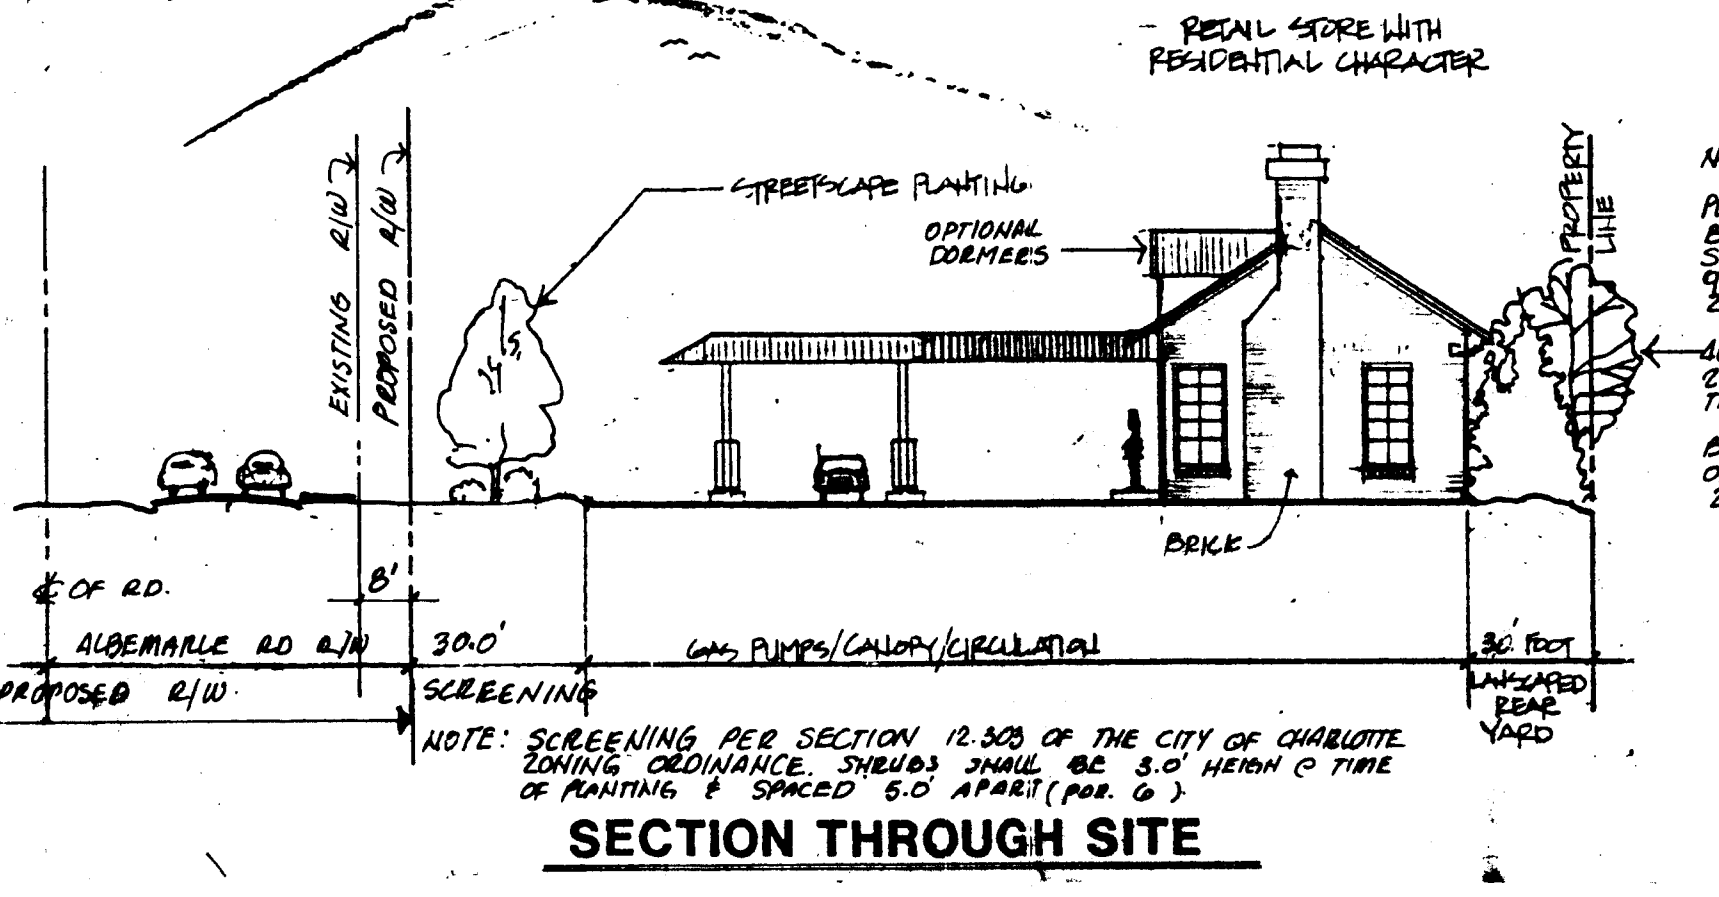 - RETAIL STORE WITH
RESIDENTIAL CHARACTER
EXISTING R/W
PROPOSED R/W
STREETSCAPE PLANTING.
OPTIONAL
DORMERS
PROPERTY
LINE
BRICK
℄ OF RD.
8'
ALBEMARLE RD R/W
30.0'
GAS PUMPS/CANOPY/CIRCULATION
30' FOOT
PROPOSED R/W
SCREENING
LANSCAPED
REAR
YARD
NOTE: SCREENING PER SECTION 12.303 OF THE CITY OF CHARLOTTE
ZONING ORDINANCE. SHRUBS SHALL BE 3.0' HEIGH @ TIME
OF PLANTING & SPACED 5.0' APART (POR. 6).
SECTION THROUGH SITE